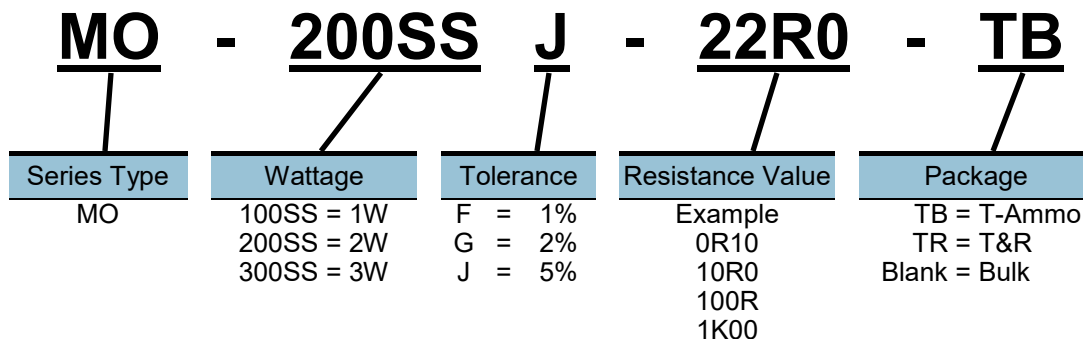 MO - 200SS J - 22R0 - TB
Series Type Wattage Tolerance Resistance Value Package
MO 100SS = 1W F = 1% Example TB = T-Ammo
200SS = 2W G = 2% 0R10 TR = T&R
300SS = 3W J = 5% 10R0 Blank = Bulk
100R
1K00